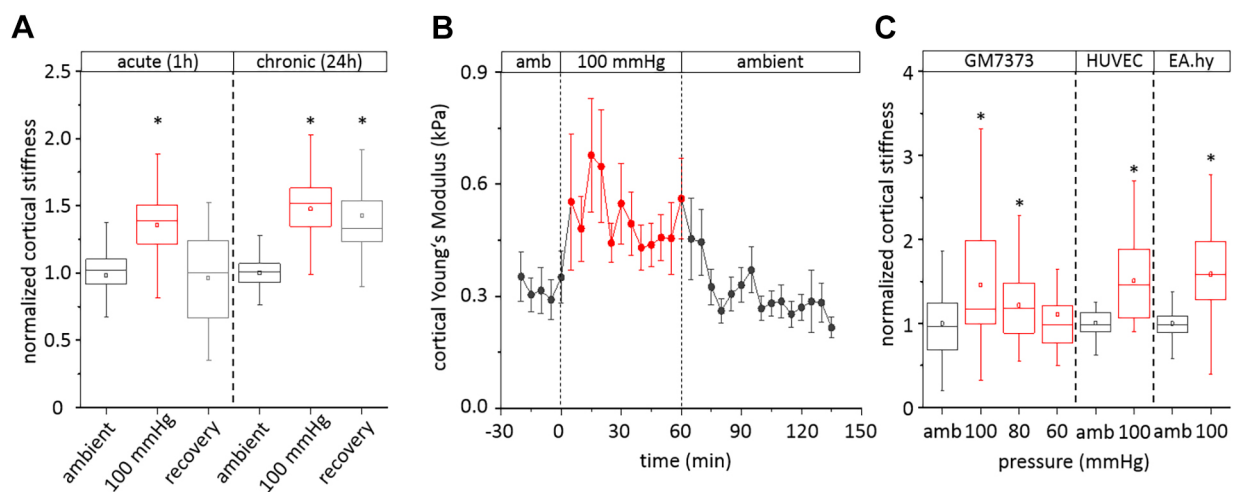 A
acute (1h) chronic (24h)
normalized cortical stiffness
2.5
2.0
1.5
1.0
0.5
0
* * *
ambient 100 mmHg recovery ambient 100 mmHg recovery
B
amb 100 mmHg ambient
cortical Young's Modulus (kPa)
0.9
0.6
0.3
0.0
-30 0 30 60 90 120 150
time (min)
C
GM7373 HUVEC EA.hy
normalized cortical stiffness
4
3
2
1
0
* * * *
amb 100 80 60 amb 100 amb 100
pressure (mmHg)